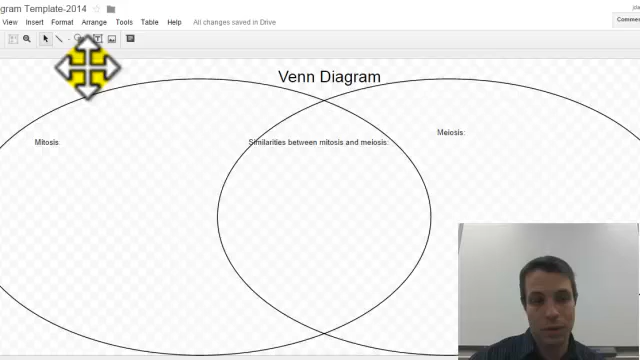 gram Template-2014
View Insert Format Arrange Tools Table Help All changes saved in Drive
Comme
Venn Diagram
Mitosis:
Similarities between mitosis and meiosis:
Meiosis: